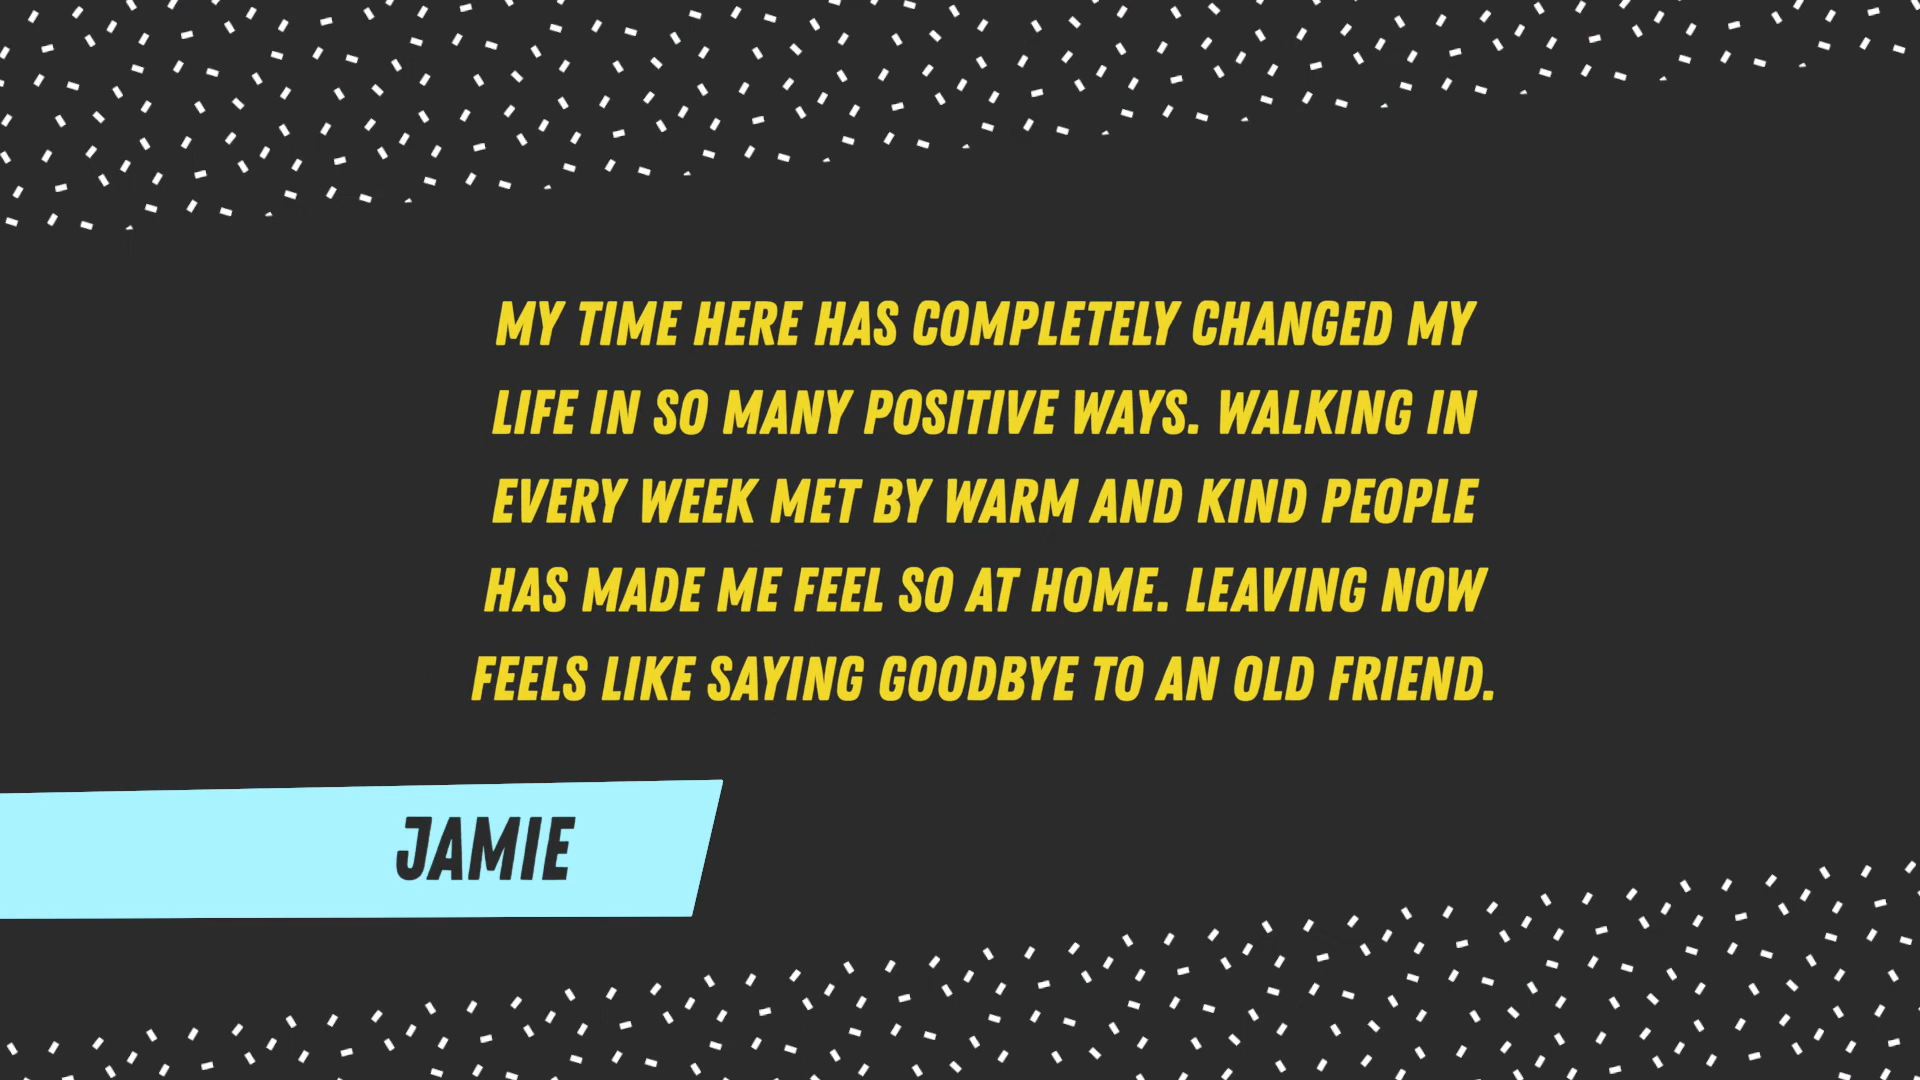 MY TIME HERE HAS COMPLETELY CHANGED MY
LIFE IN SO MANY POSITIVE WAYS. WALKING IN
EVERY WEEK MET BY WARM AND KIND PEOPLE
HAS MADE ME FEEL SO AT HOME. LEAVING NOW
FEELS LIKE SAYING GOODBYE TO AN OLD FRIEND.
JAMIE